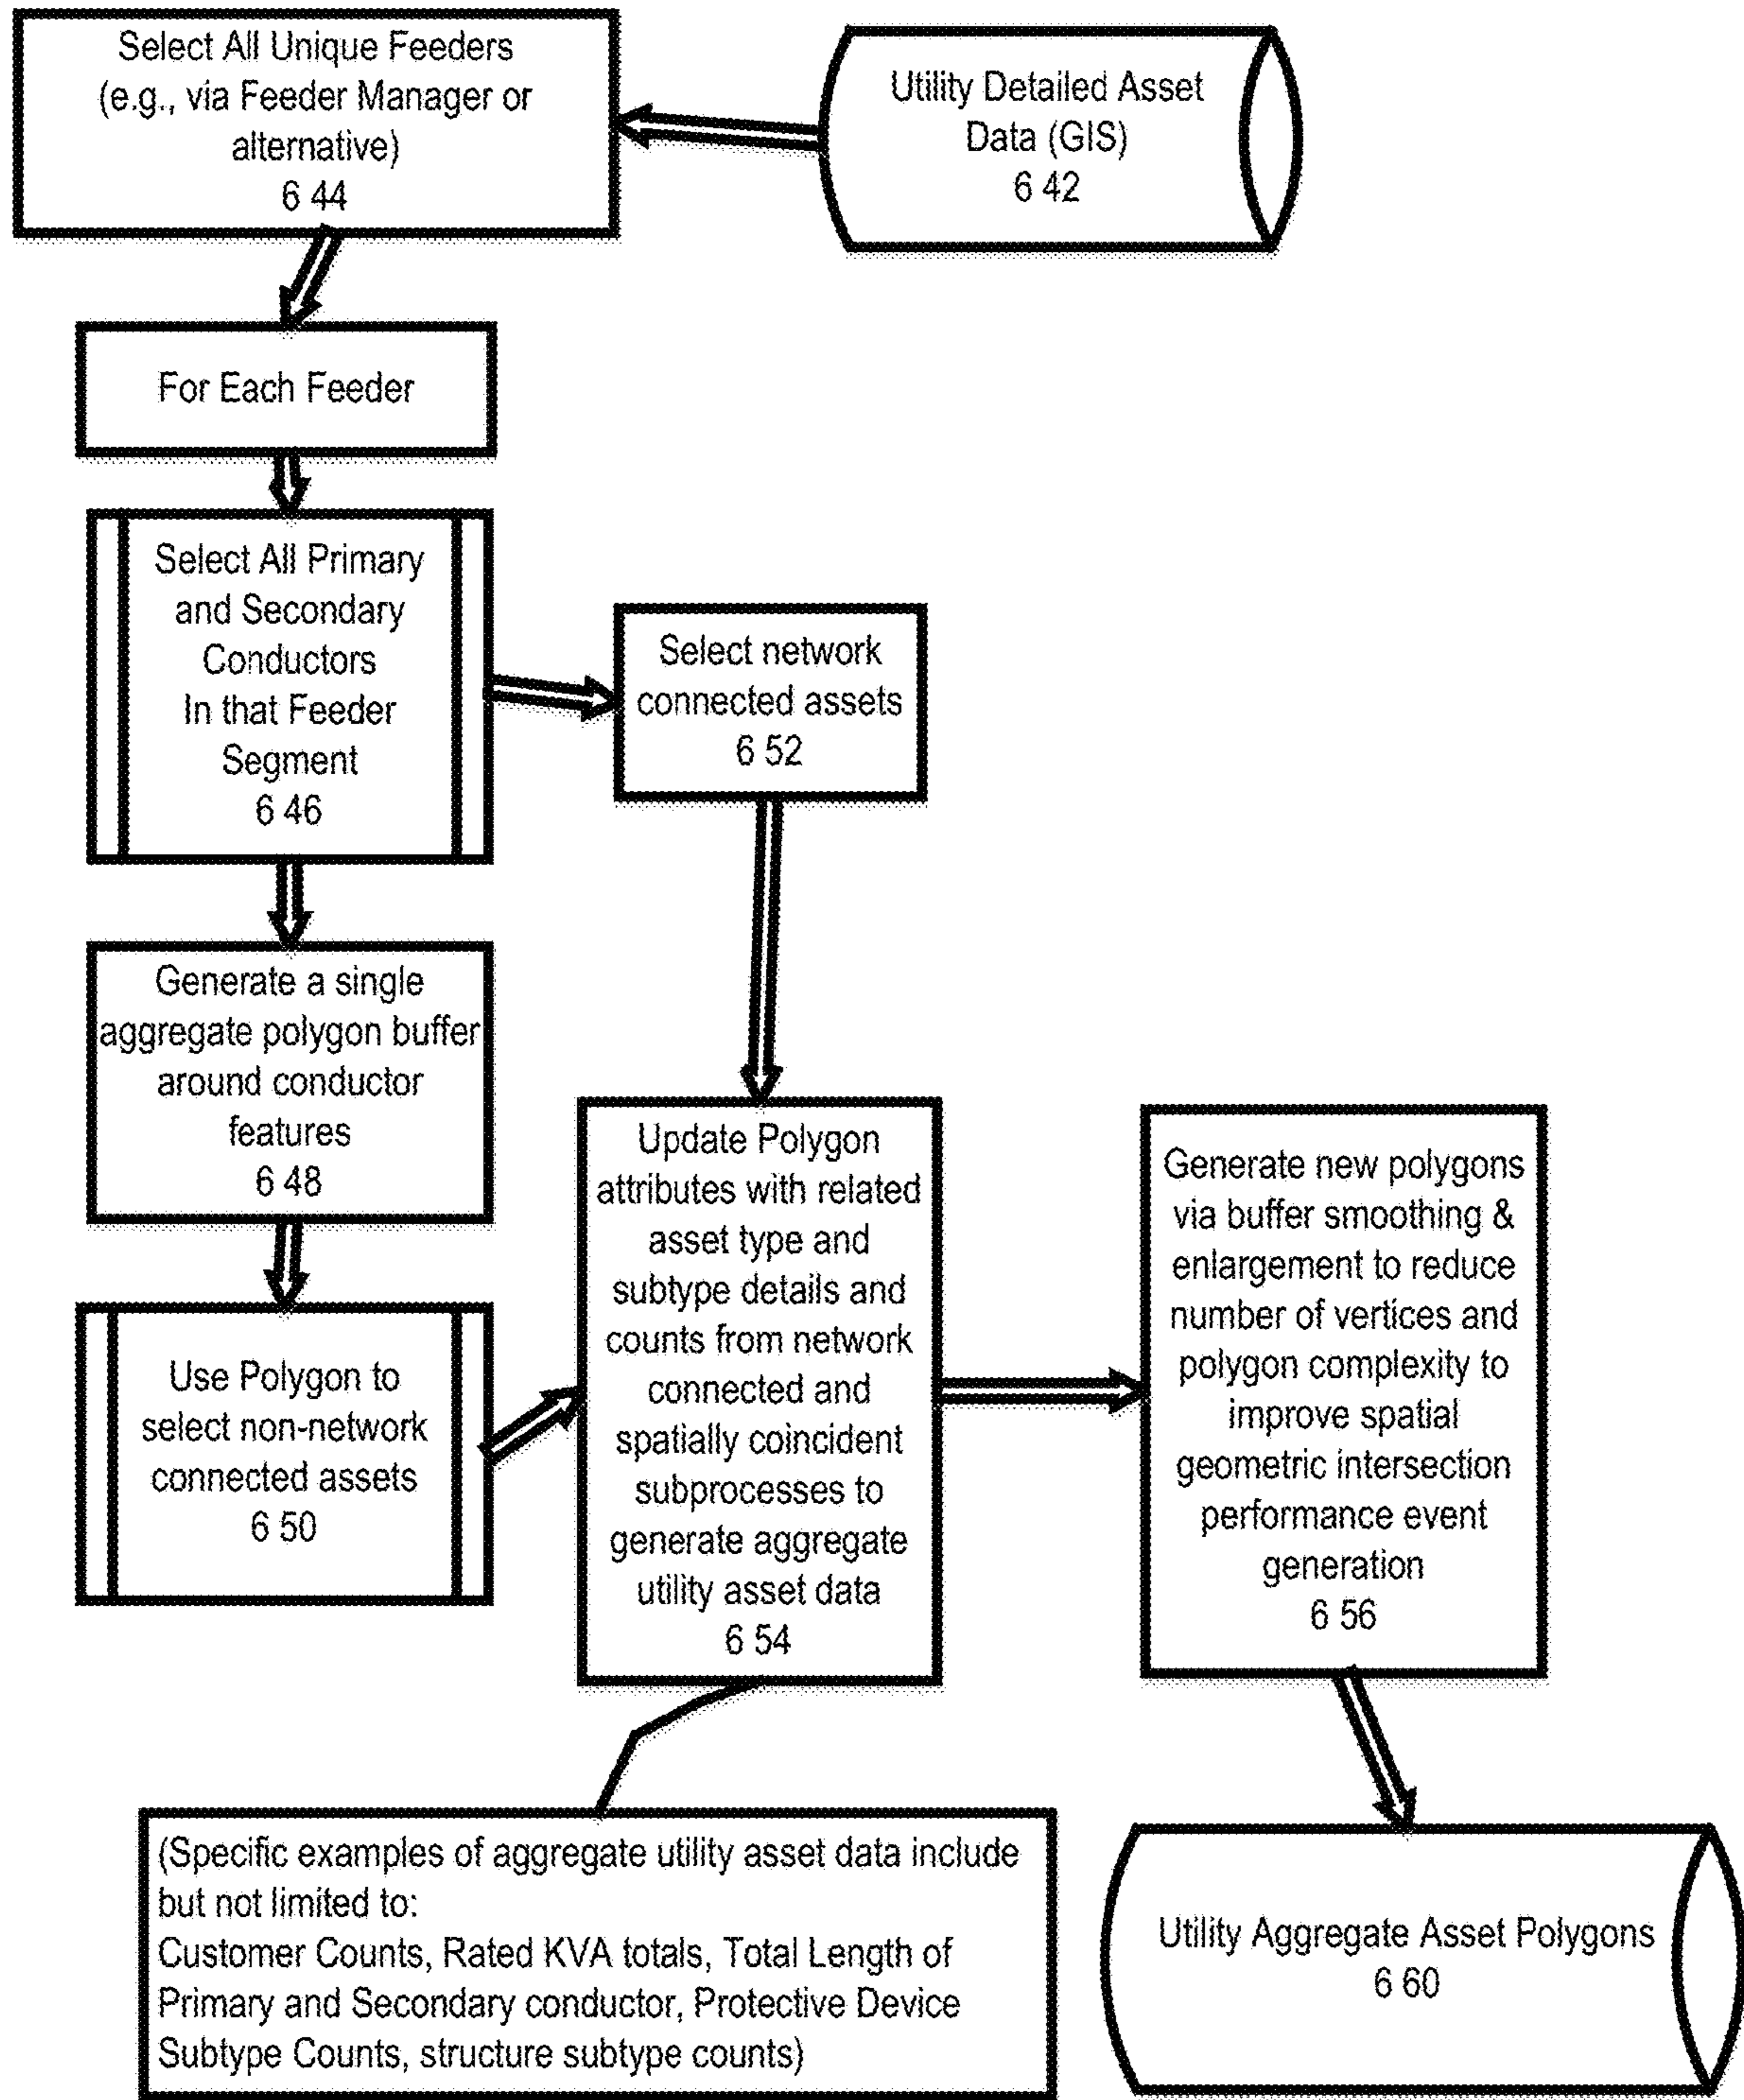 Select All Unique Feeders
(e.g., via Feeder Manager or
alternative)
6 44
Utility Detailed Asset
Data (GIS)
6 42
For Each Feeder
Select All Primary
and Secondary
Conductors
In that Feeder
Segment
6 46
Select network
connected assets
6 52
Generate a single
aggregate polygon buffer
around conductor
features
6 48
Use Polygon to
select non-network
connected assets
6 50
Update Polygon
attributes with related
asset type and
subtype details and
counts from network
connected and
spatially coincident
subprocesses to
generate aggregate
utility asset data
6 54
Generate new polygons
via buffer smoothing &
enlargement to reduce
number of vertices and
polygon complexity to
improve spatial
geometric intersection
performance event
generation
6 56
(Specific examples of aggregate utility asset data include
but not limited to:
Customer Counts, Rated KVA totals, Total Length of
Primary and Secondary conductor, Protective Device
Subtype Counts, structure subtype counts)
Utility Aggregate Asset Polygons
6 60